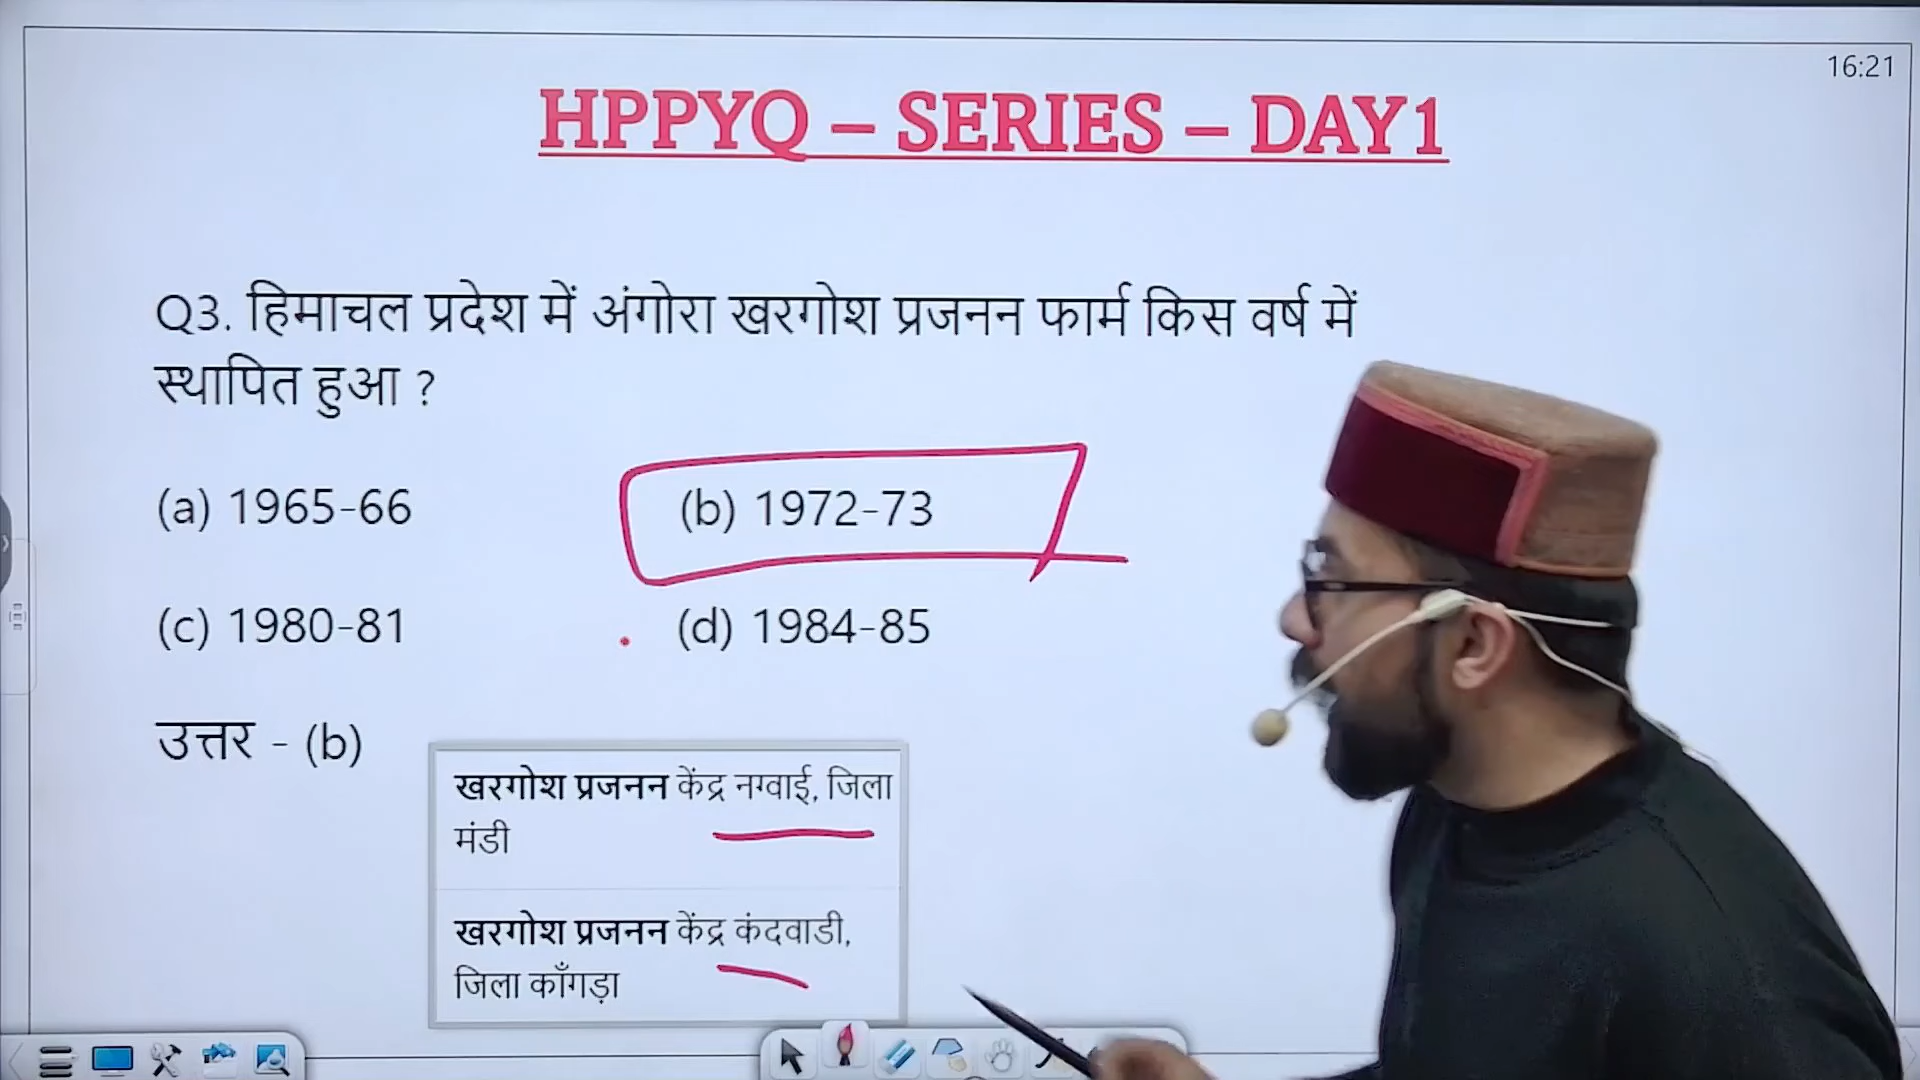 16:21
HPPYQ – SERIES – DAY1
Q3. हिमाचल प्रदेश में अंगोरा खरगोश प्रजनन फार्म किस वर्ष में
स्थापित हुआ ?
(a) 1965-66 (b) 1972-73
(c) 1980-81 (d) 1984-85
उत्तर - (b)
खरगोश प्रजनन केंद्र नग्वाई, जिला
मंडी
खरगोश प्रजनन केंद्र कंदवाडी,
जिला काँगड़ा